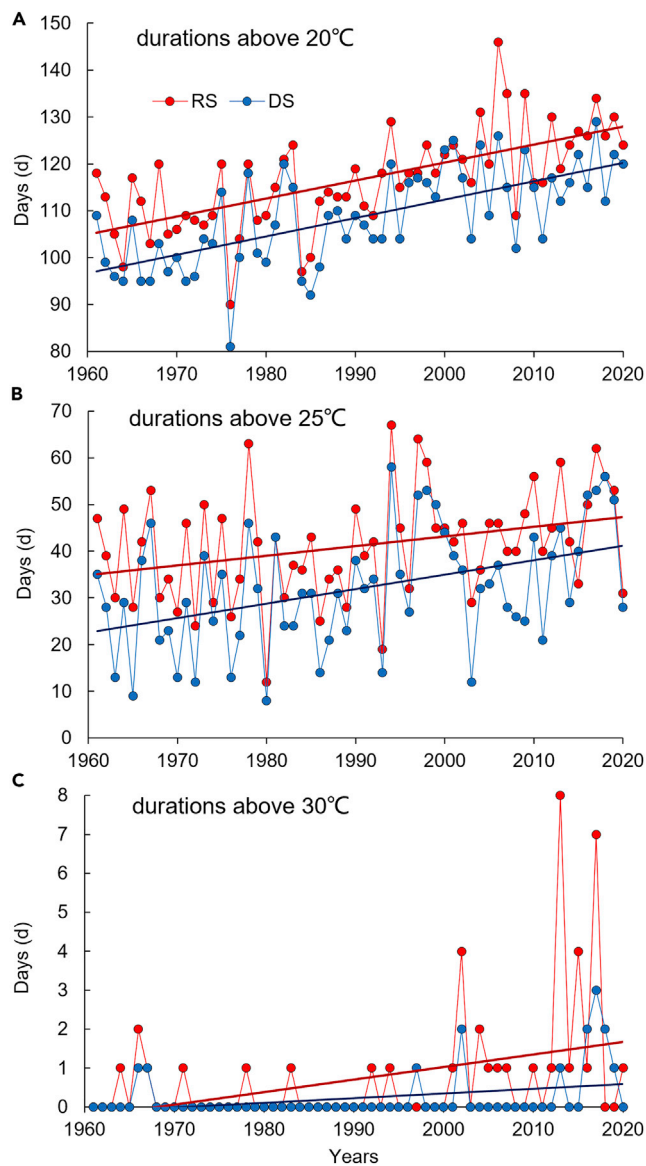 A
durations above 20℃
RS DS
Days (d)
150
140
130
120
110
100
90
80
1960 1970 1980 1990 2000 2010 2020
B
durations above 25℃
Days (d)
70
60
50
40
30
20
10
0
1960 1970 1980 1990 2000 2010 2020
C
durations above 30℃
Days (d)
8
7
6
5
4
3
2
1
0
1960 1970 1980 1990 2000 2010 2020
Years